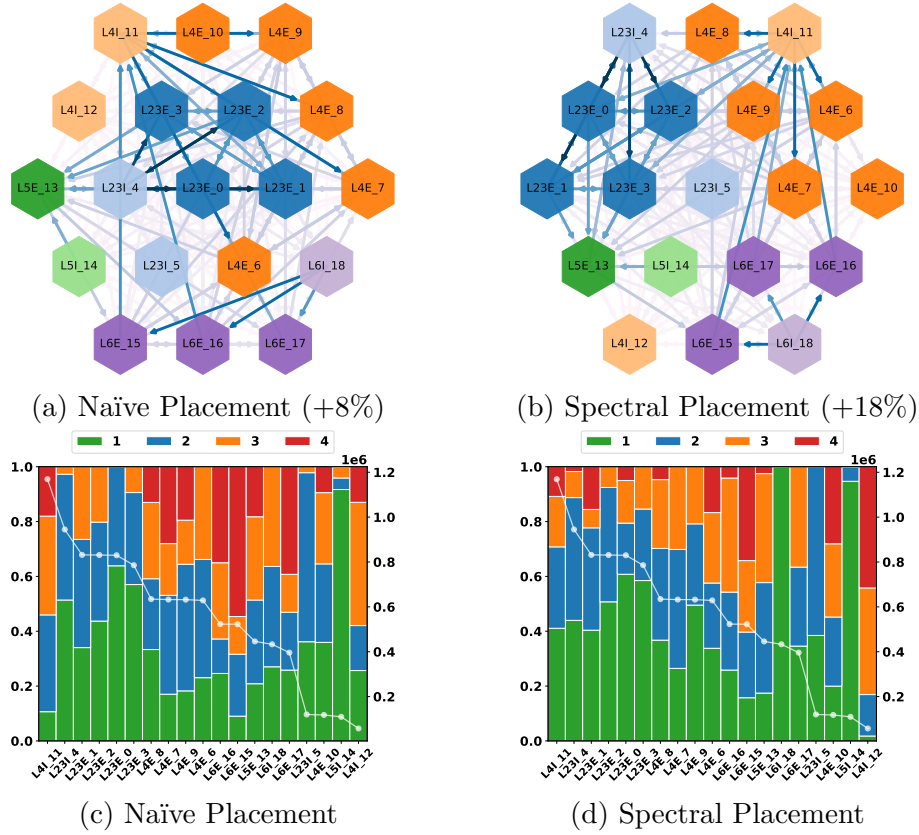 L4I_11 L4E_10 L4E_9
L4I_12 L23E_3 L23E_2 L4E_8
L5E_13 L23I_4 L23E_0 L23E_1 L4E_7
L5I_14 L23I_5 L4E_6 L6I_18
L6E_15 L6E_16 L6E_17
(a) Naïve Placement (+8%)
L23I_4 L4E_8 L4I_11
L23E_0 L23E_2 L4E_9 L4E_6
L23E_1 L23E_3 L23I_5 L4E_7 L4E_10
L5E_13 L5I_14 L6E_17 L6E_16
L4I_12 L6E_15 L6I_18
(b) Spectral Placement (+18%)
1 2 3 4
1e6
1.0
0.8
0.6
0.4
0.2
0.0
1.2
1.0
0.8
0.6
0.4
0.2
L4I_11 L23I_4 L23E_1 L23E_2 L23E_0 L23E_3 L4E_8 L4E_7 L4E_9 L4E_6 L6E_16 L6E_15 L5E_13 L6I_18 L6E_17 L23I_5 L4E_10 L5I_14 L4I_12
(c) Naïve Placement
1 2 3 4
1e6
1.0
0.8
0.6
0.4
0.2
0.0
1.2
1.0
0.8
0.6
0.4
0.2
L4I_11 L23I_4 L23E_1 L23E_2 L23E_0 L23E_3 L4E_8 L4E_7 L4E_9 L4E_6 L6E_16 L6E_15 L5E_13 L6I_18 L6E_17 L23I_5 L4E_10 L5I_14 L4I_12
(d) Spectral Placement